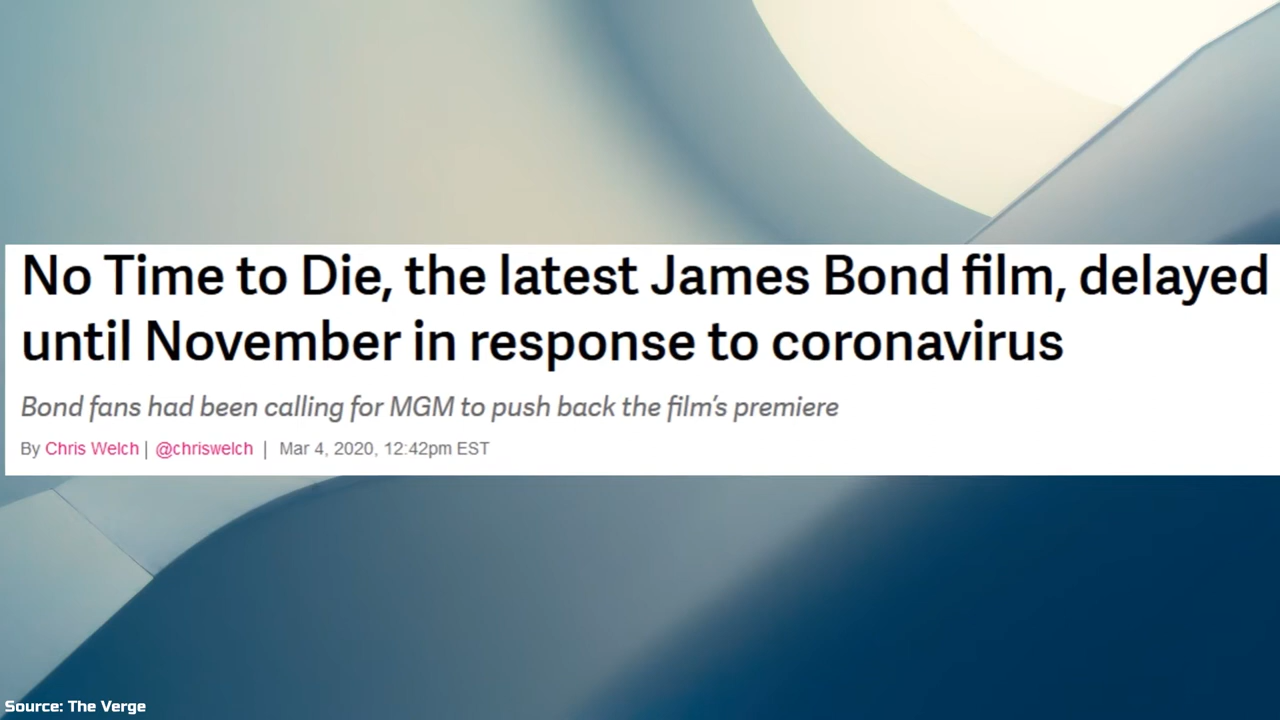 No Time to Die, the latest James Bond film, delayed
until November in response to coronavirus
Bond fans had been calling for MGM to push back the film's premiere
By Chris Welch | @chriswelch | Mar 4, 2020, 12:42pm EST
Source: The Verge